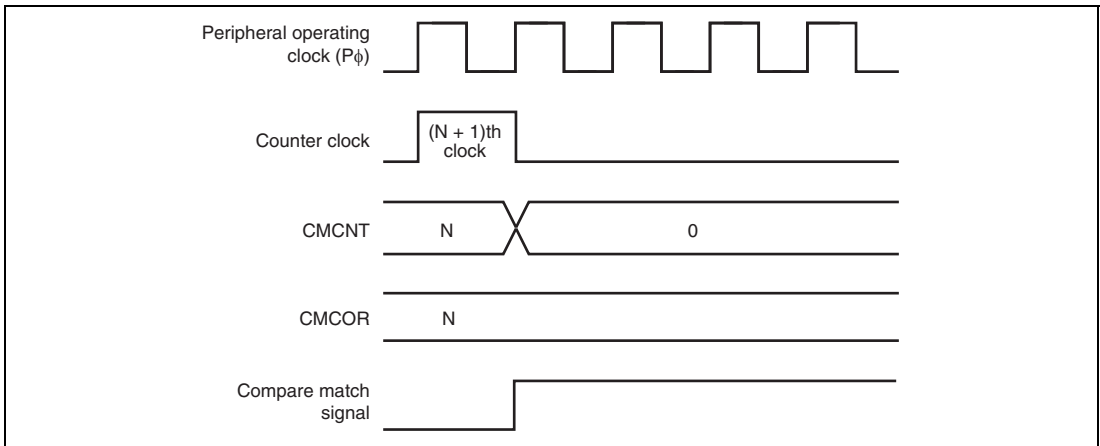 Peripheral operating
clock (Pϕ)
Counter clock
(N + 1)th
clock
CMCNT
N
0
CMCOR
N
Compare match
signal